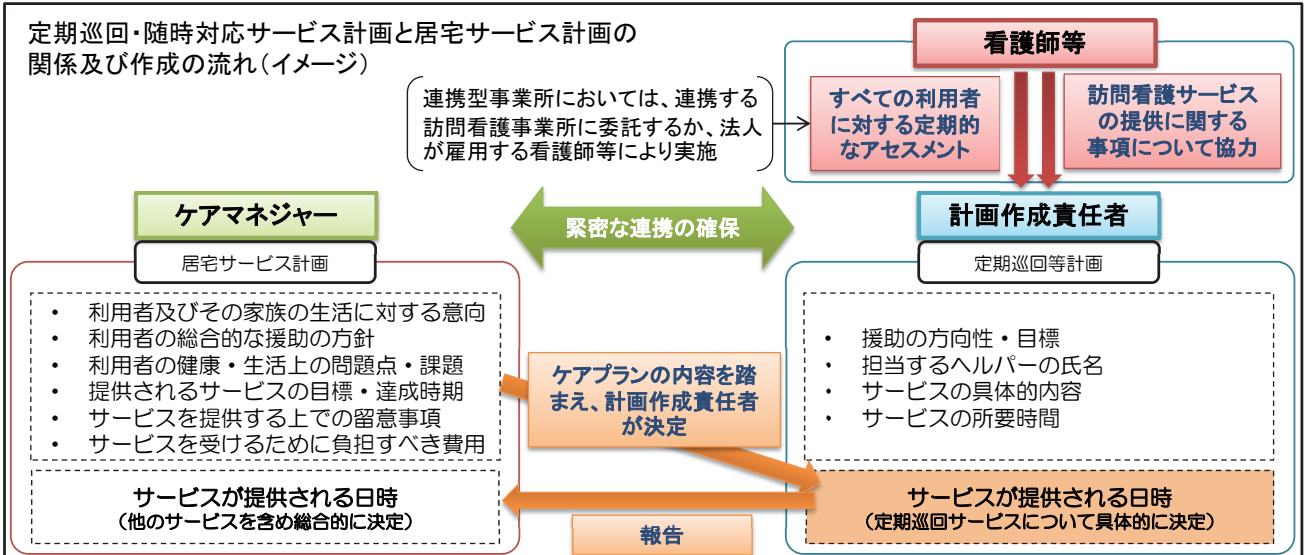 定期巡回・随時対応サービス計画と居宅サービス計画の
関係及び作成の流れ（イメージ）
看護師等
連携型事業所においては、連携する
訪問看護事業所に委託するか、法人
が雇用する看護師等により実施
すべての利用者
に対する定期的
なアセスメント
訪問看護サービス
の提供に関する
事項について協力
ケアマネジャー
緊密な連携の確保
計画作成責任者
居宅サービス計画
定期巡回等計画
・ 利用者及びその家族の生活に対する意向
・ 利用者の総合的な援助の方針
・ 利用者の健康・生活上の問題点・課題
・ 提供されるサービスの目標・達成時期
・ サービスを提供する上での留意事項
・ サービスを受けるために負担すべき費用
ケアプランの内容を踏
まえ、計画作成責任者
が決定
・ 援助の方向性・目標
・ 担当するヘルパーの氏名
・ サービスの具体的内容
・ サービスの所要時間
サービスが提供される日時
（他のサービスを含め総合的に決定）
サービスが提供される日時
（定期巡回サービスについて具体的に決定）
報告